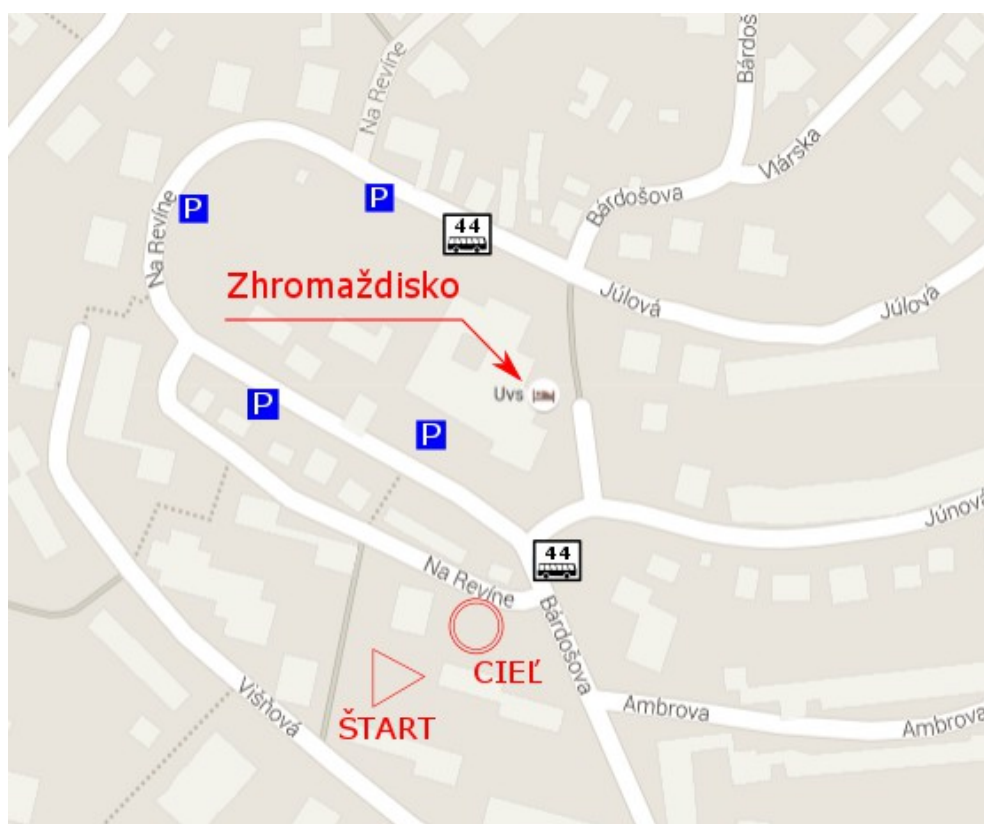 Na Revíne
Bárdoš
Vlárska
Bárdošova
P
P
44
Na Revíne
Zhromaždisko
Júlová
Júlová
Uvs
P
P
Júnová
44
Na Revíne
Bárdošova
CIEĽ
Višňová
ŠTART
Ambrova
Ambrova